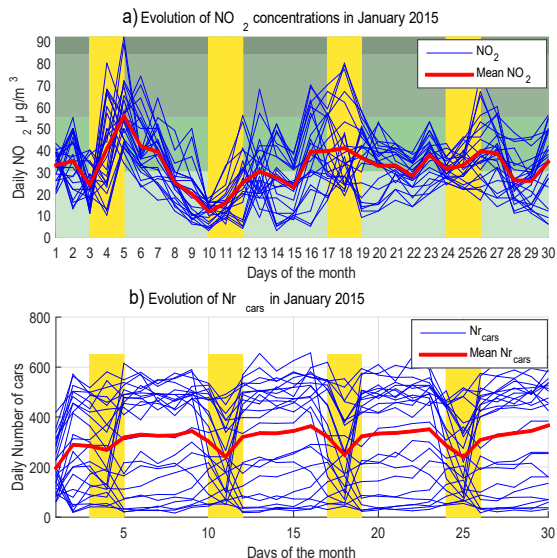 a) Evolution of NO 2 concentrations in January 2015
Daily NO 2 µ g/m 3
90
80
70
60
50
40
30
20
10
0
NO2
Mean NO2
1 2 3 4 5 6 7 8 9 10 11 12 13 14 15 16 17 18 19 20 21 22 23 24 25 26 27 28 29 30
Days of the month
b) Evolution of Nr cars in January 2015
Daily Number of cars
800
600
400
200
0
Nrcars
Mean Nrcars
5 10 15 20 25 30
Days of the month